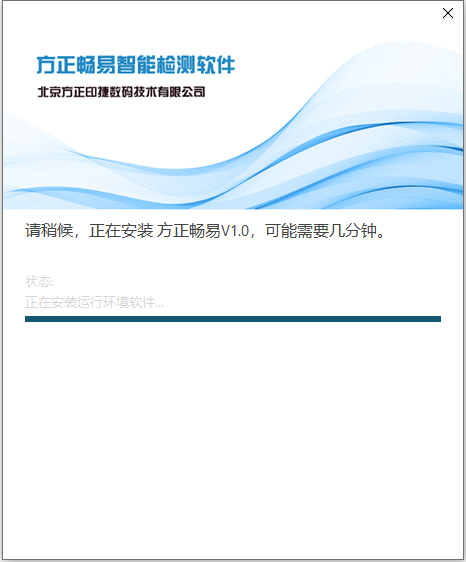 方正畅易智能检测软件
北京方正印捷数码技术有限公司
请稍候，正在安装 方正畅易V1.0，可能需要几分钟。
状态:
正在安装运行环境软件...